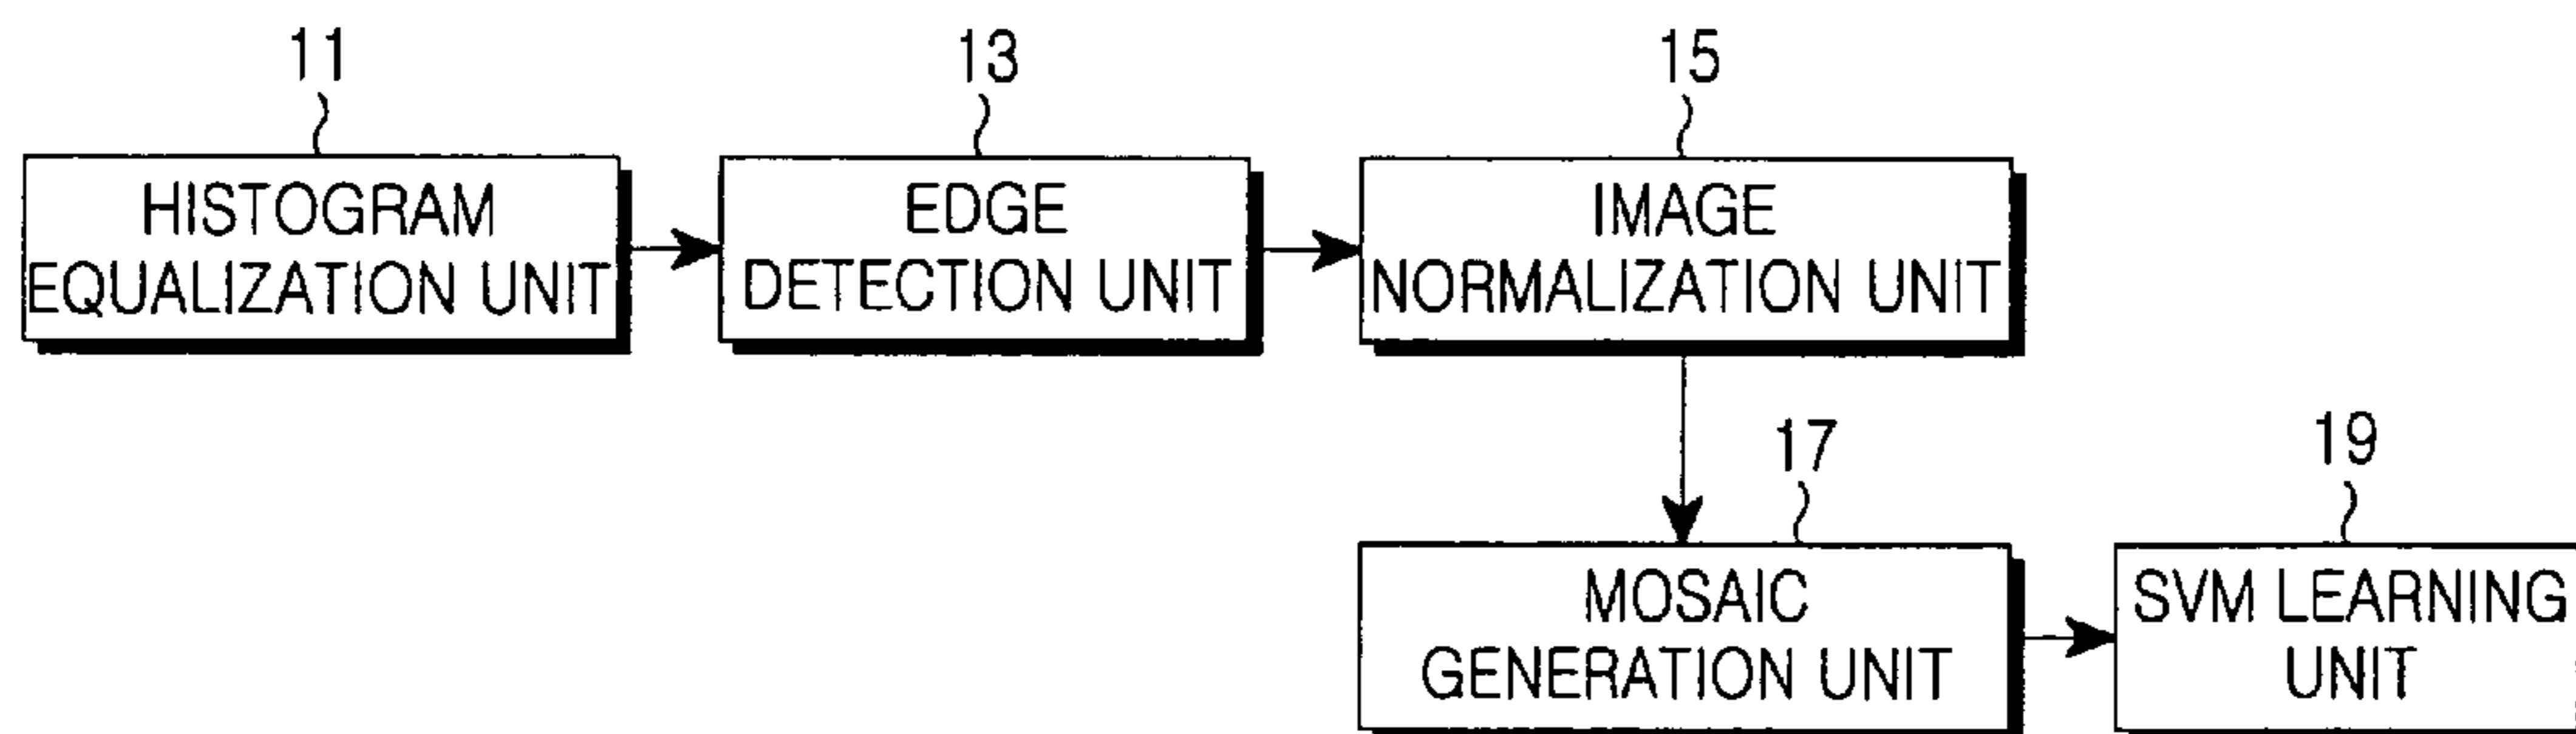 11
13
15
HISTOGRAM
EQUALIZATION UNIT
EDGE
DETECTION UNIT
IMAGE
NORMALIZATION UNIT
17
19
MOSAIC
GENERATION UNIT
SVM LEARNING
UNIT